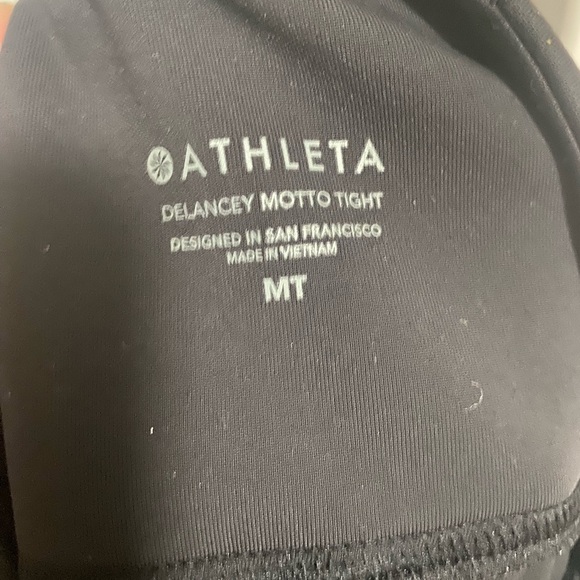 ATHLETA
DELANCEY MOTTO TIGHT
DESIGNED IN SAN FRANCISCO
MADE IN VIETNAM
MT